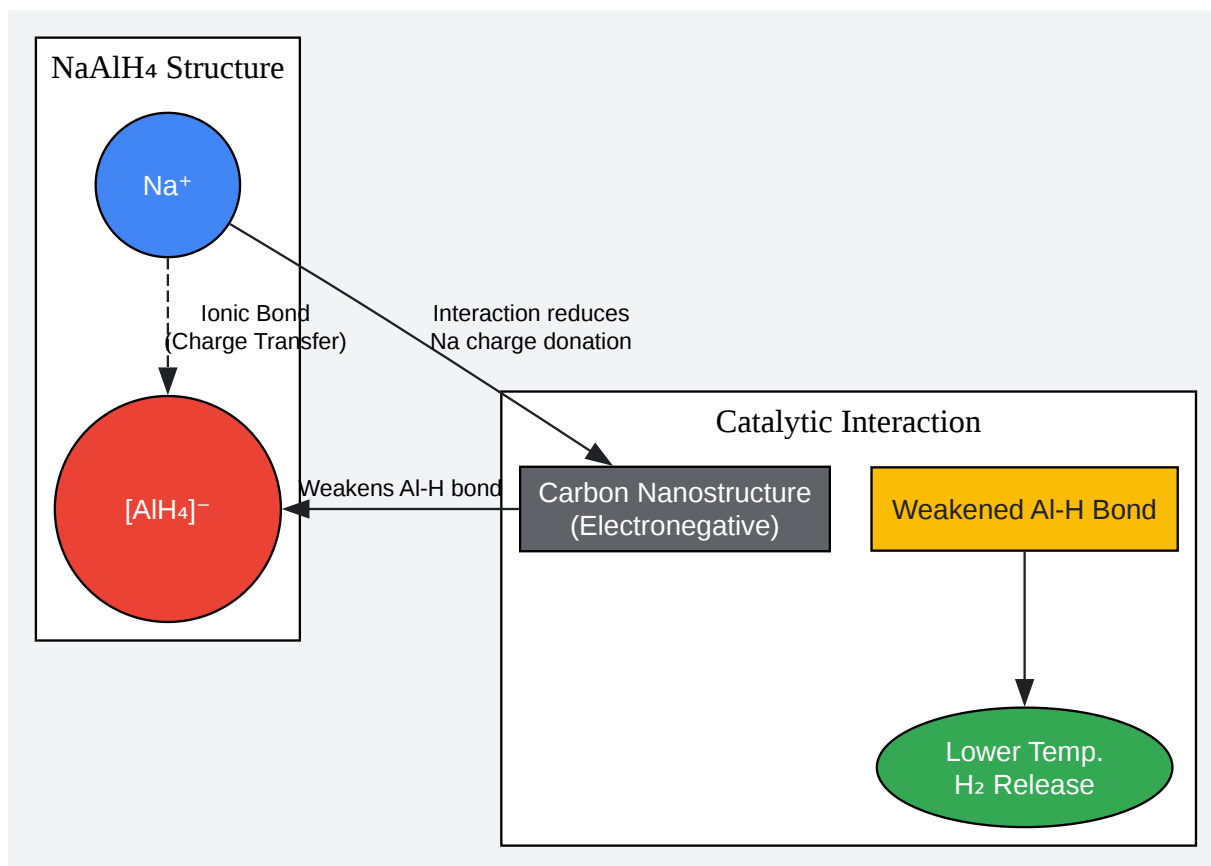 NaAlH₄ Structure
Na⁺
Ionic Bond
(Charge Transfer)
Interaction reduces
Na charge donation
Catalytic Interaction
[AlH₄]⁻
Weakens Al-H bond
Carbon Nanostructure
(Electronegative)
Weakened Al-H Bond
Lower Temp.
H₂ Release